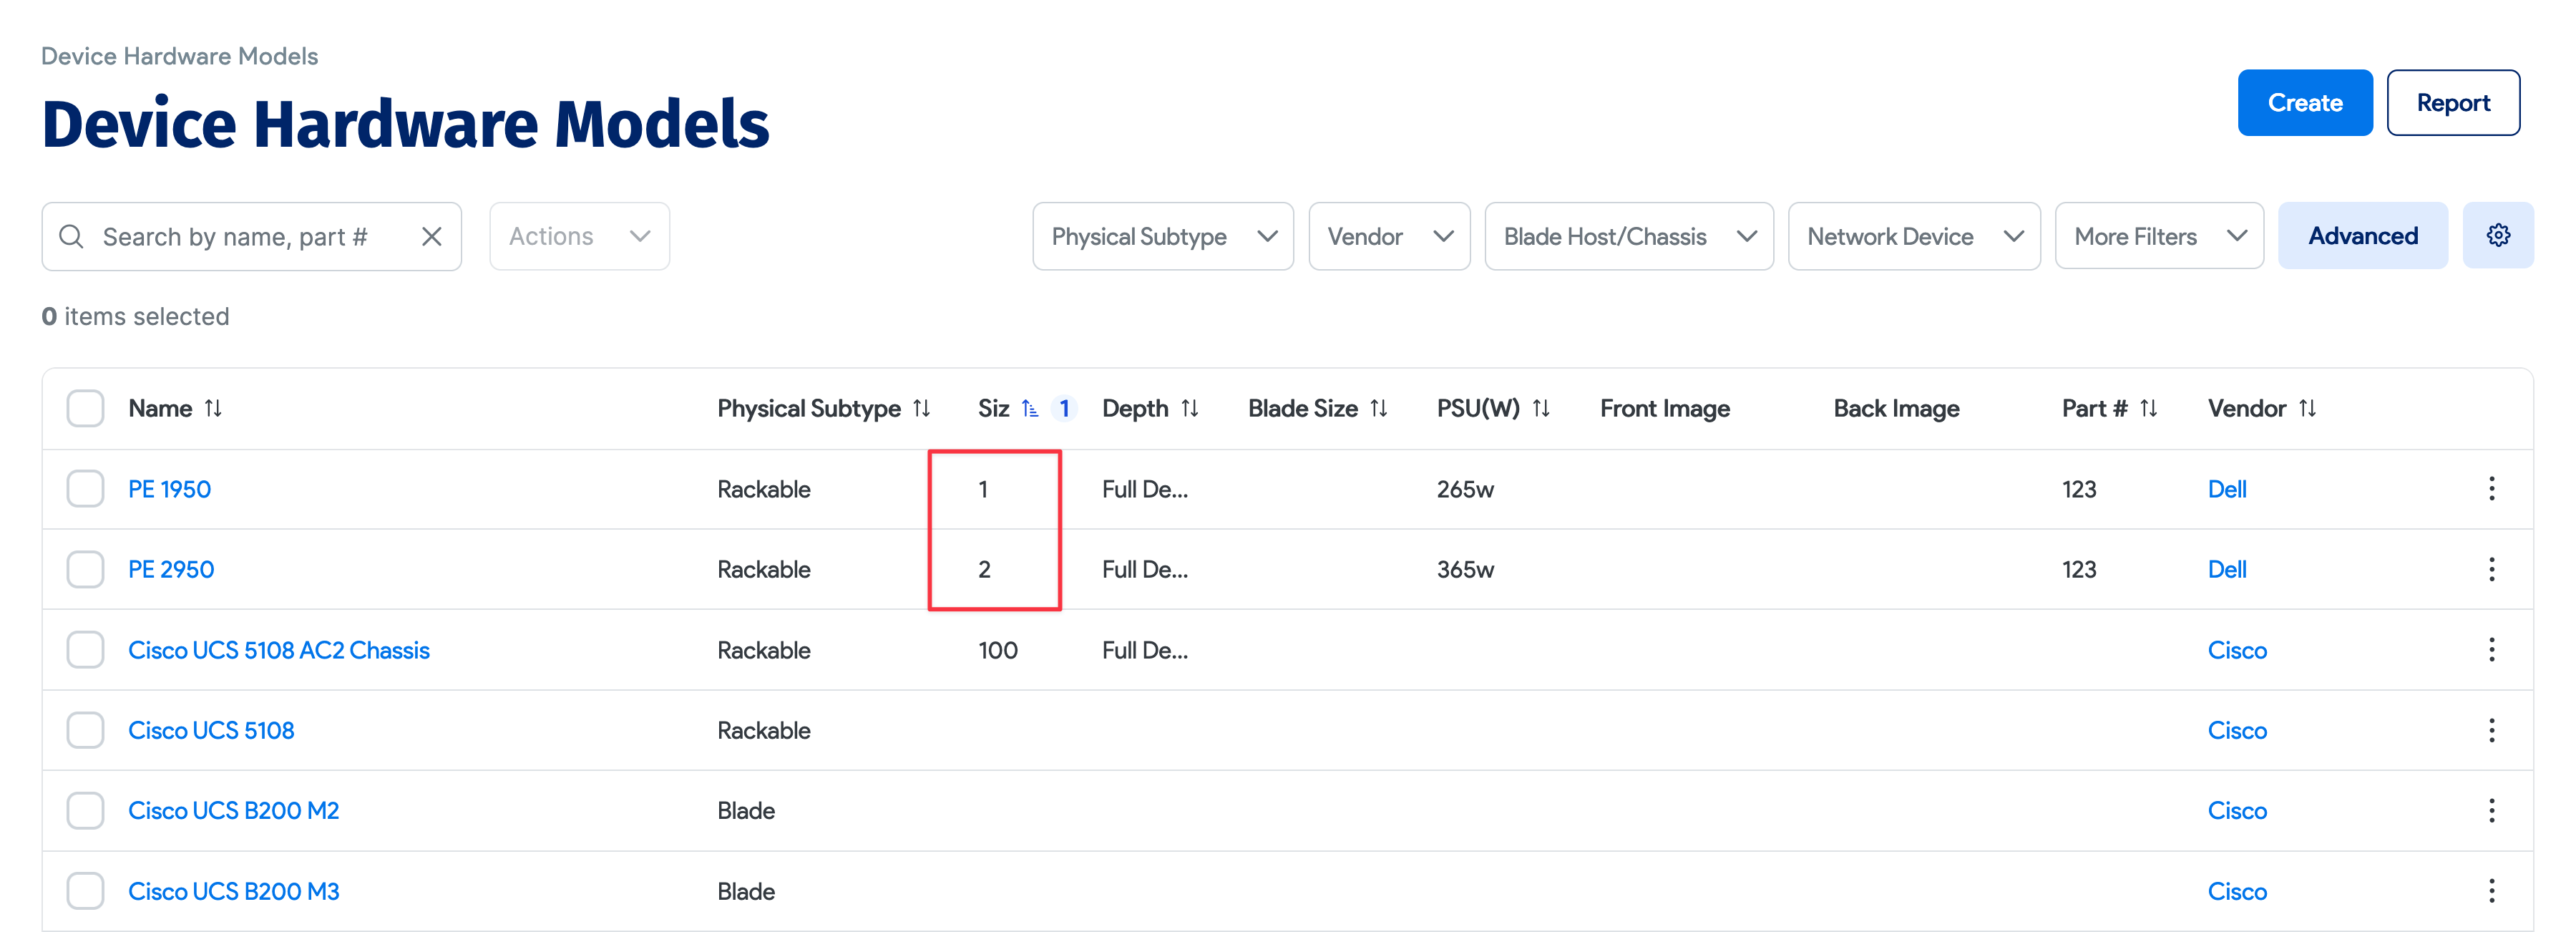 Device Hardware Models
Device Hardware Models
Create
Report
Search by name, part #
Actions
Physical Subtype
Vendor
Blade Host/Chassis
Network Device
More Filters
Advanced
0 items selected
Name Physical Subtype Siz 1 Depth Blade Size PSU(W) Front Image Back Image Part # Vendor
PE 1950 Rackable 1 Full De... 265w 123 Dell
PE 2950 Rackable 2 Full De... 365w 123 Dell
Cisco UCS 5108 AC2 Chassis Rackable 100 Full De... Cisco
Cisco UCS 5108 Rackable Cisco
Cisco UCS B200 M2 Blade Cisco
Cisco UCS B200 M3 Blade Cisco